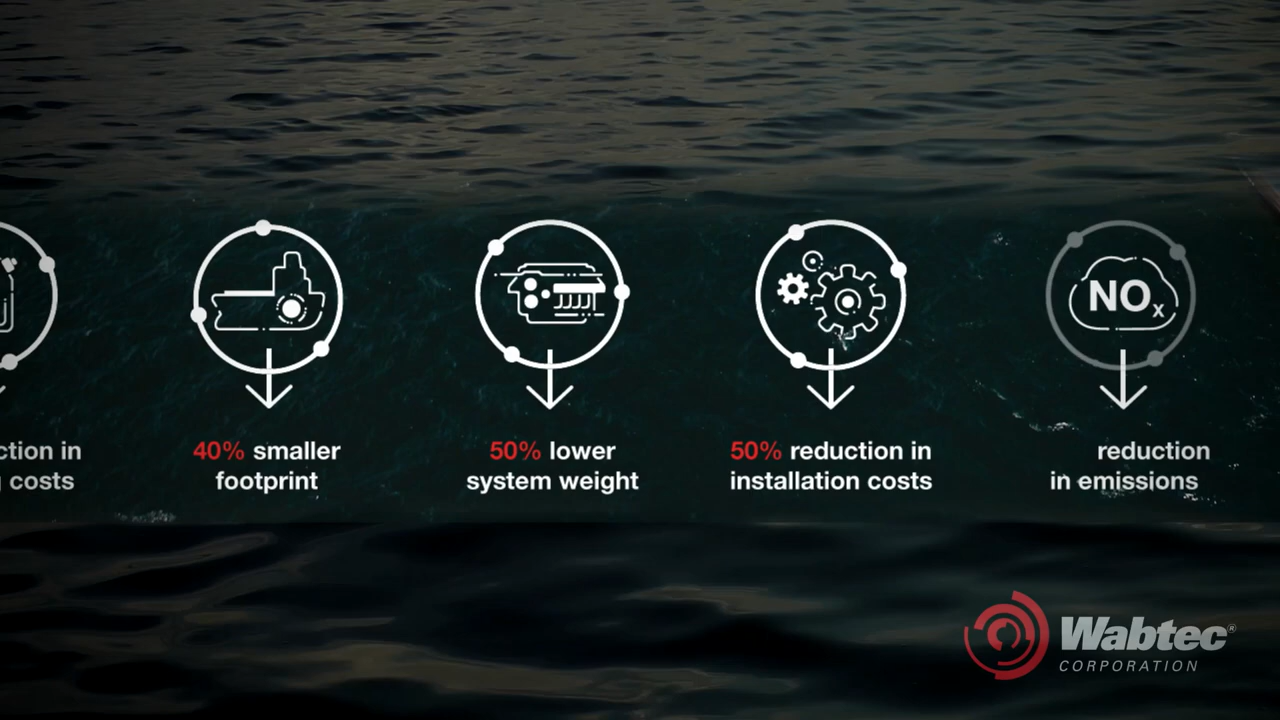 ction in
costs
40% smaller
footprint
50% lower
system weight
50% reduction in
installation costs
NOx
reduction
in emissions
Wabtec®
CORPORATION